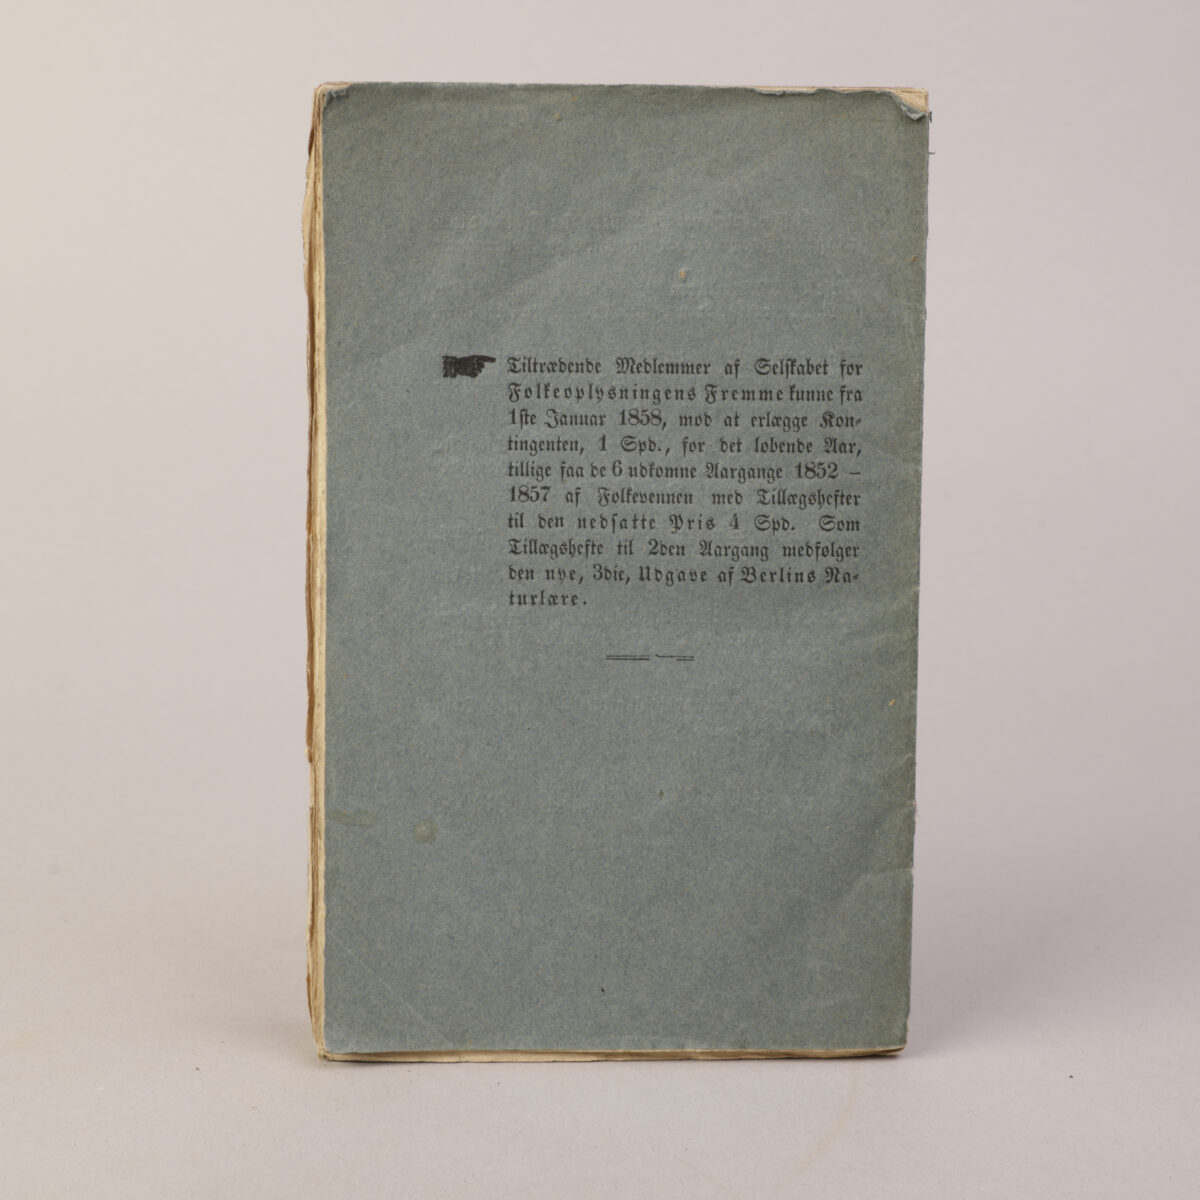 Tiltrædende Medlemmer af Selskabet for
Folkeoplysningens Fremme kunne fra
1ste Januar 1858, mod at erlægge Kon-
tingenten, 1 Spd., for det løbende Aar,
tillige faa de 6 udkomne Aargange 1852 –
1857 af Folkevennen med Tillægshefter
til den nedsatte Pris 4 Spd. Som
Tillægshefte til 2den Aargang medfølger
den nye, 3die, Udgave af Berlins Na-
turlære.